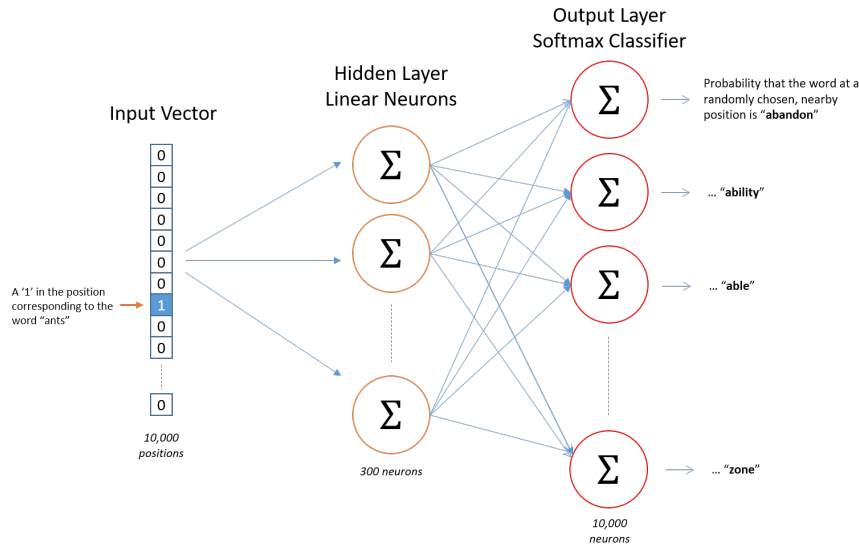 Output Layer
Softmax Classifier
Hidden Layer
Linear Neurons
Input Vector
0
0
0
0
0
0
0
1
0
0
0
A ‘1’ in the position
corresponding to the
word “ants”
10,000
positions
Σ
Σ
Σ
300 neurons
Σ
Σ
Σ
Σ
10,000
neurons
Probability that the word at a
randomly chosen, nearby
position is “abandon”
... “ability”
... “able”
... “zone”